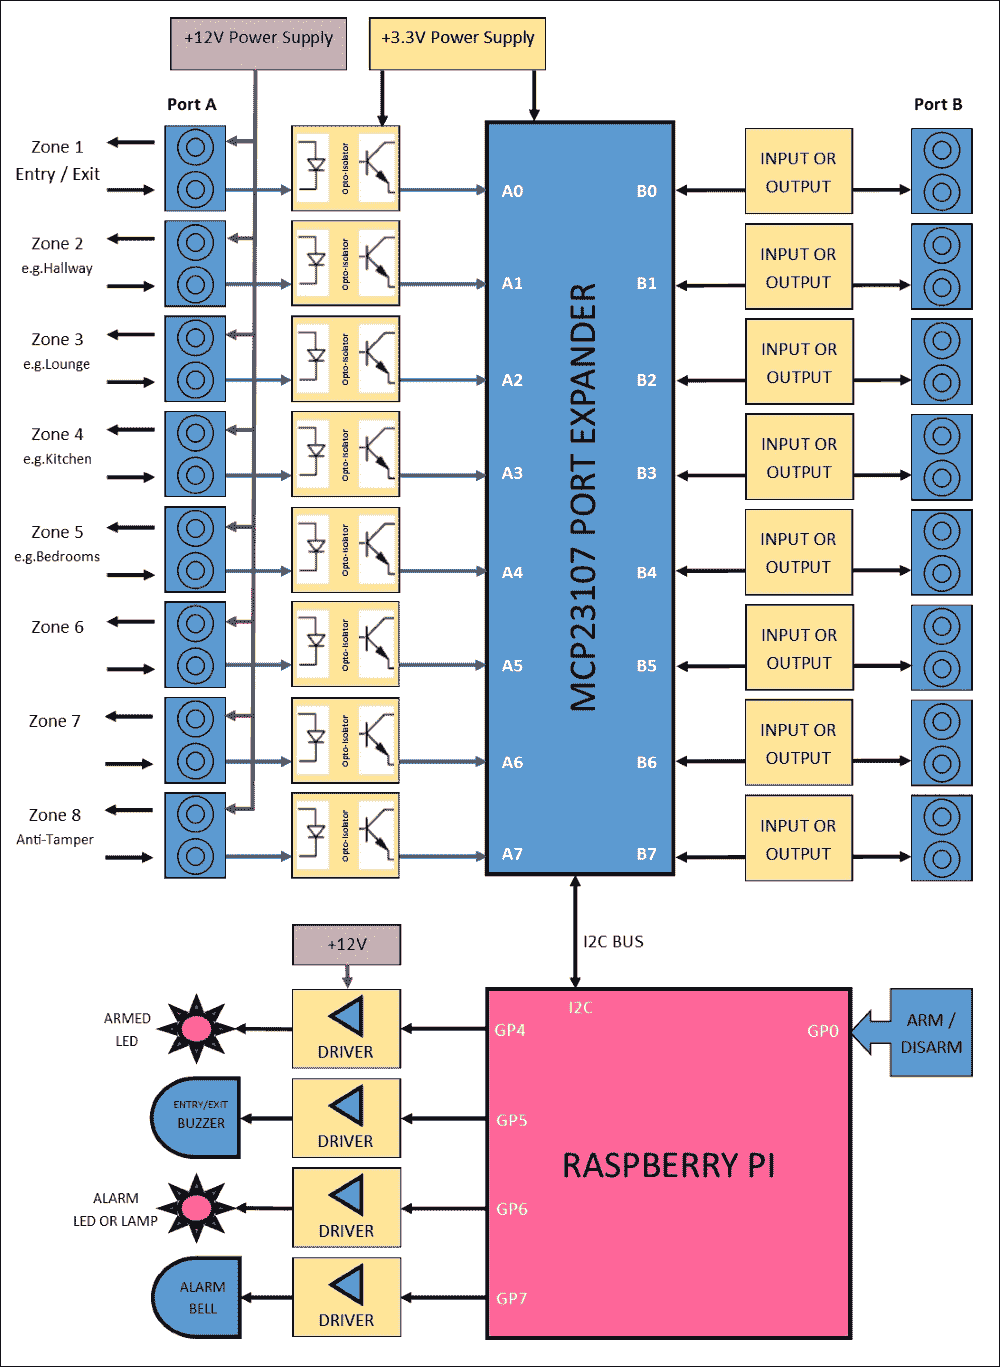 +12V Power Supply
+3.3V Power Supply
Port A
Port B
Zone 1
Entry / Exit
Opto-Isolator
A0
B0
INPUT OR
OUTPUT
Zone 2
e.g.Hallway
Opto-Isolator
A1
B1
INPUT OR
OUTPUT
Zone 3
e.g.Lounge
Opto-Isolator
A2
B2
INPUT OR
OUTPUT
Zone 4
e.g.Kitchen
Opto-Isolator
A3
B3
INPUT OR
OUTPUT
Zone 5
e.g.Bedrooms
Opto-Isolator
A4
B4
INPUT OR
OUTPUT
Zone 6
Opto-Isolator
A5
B5
INPUT OR
OUTPUT
Zone 7
Opto-Isolator
A6
B6
INPUT OR
OUTPUT
Zone 8
Anti-Tamper
Opto-Isolator
A7
B7
INPUT OR
OUTPUT
MCP23107 PORT EXPANDER
I2C BUS
+12V
I2C
ARMED
LED
DRIVER
GP4
GP0
ARM /
DISARM
ENTRY/EXIT
BUZZER
DRIVER
GP5
RASPBERRY PI
ALARM
LED OR LAMP
DRIVER
GP6
ALARM
BELL
DRIVER
GP7